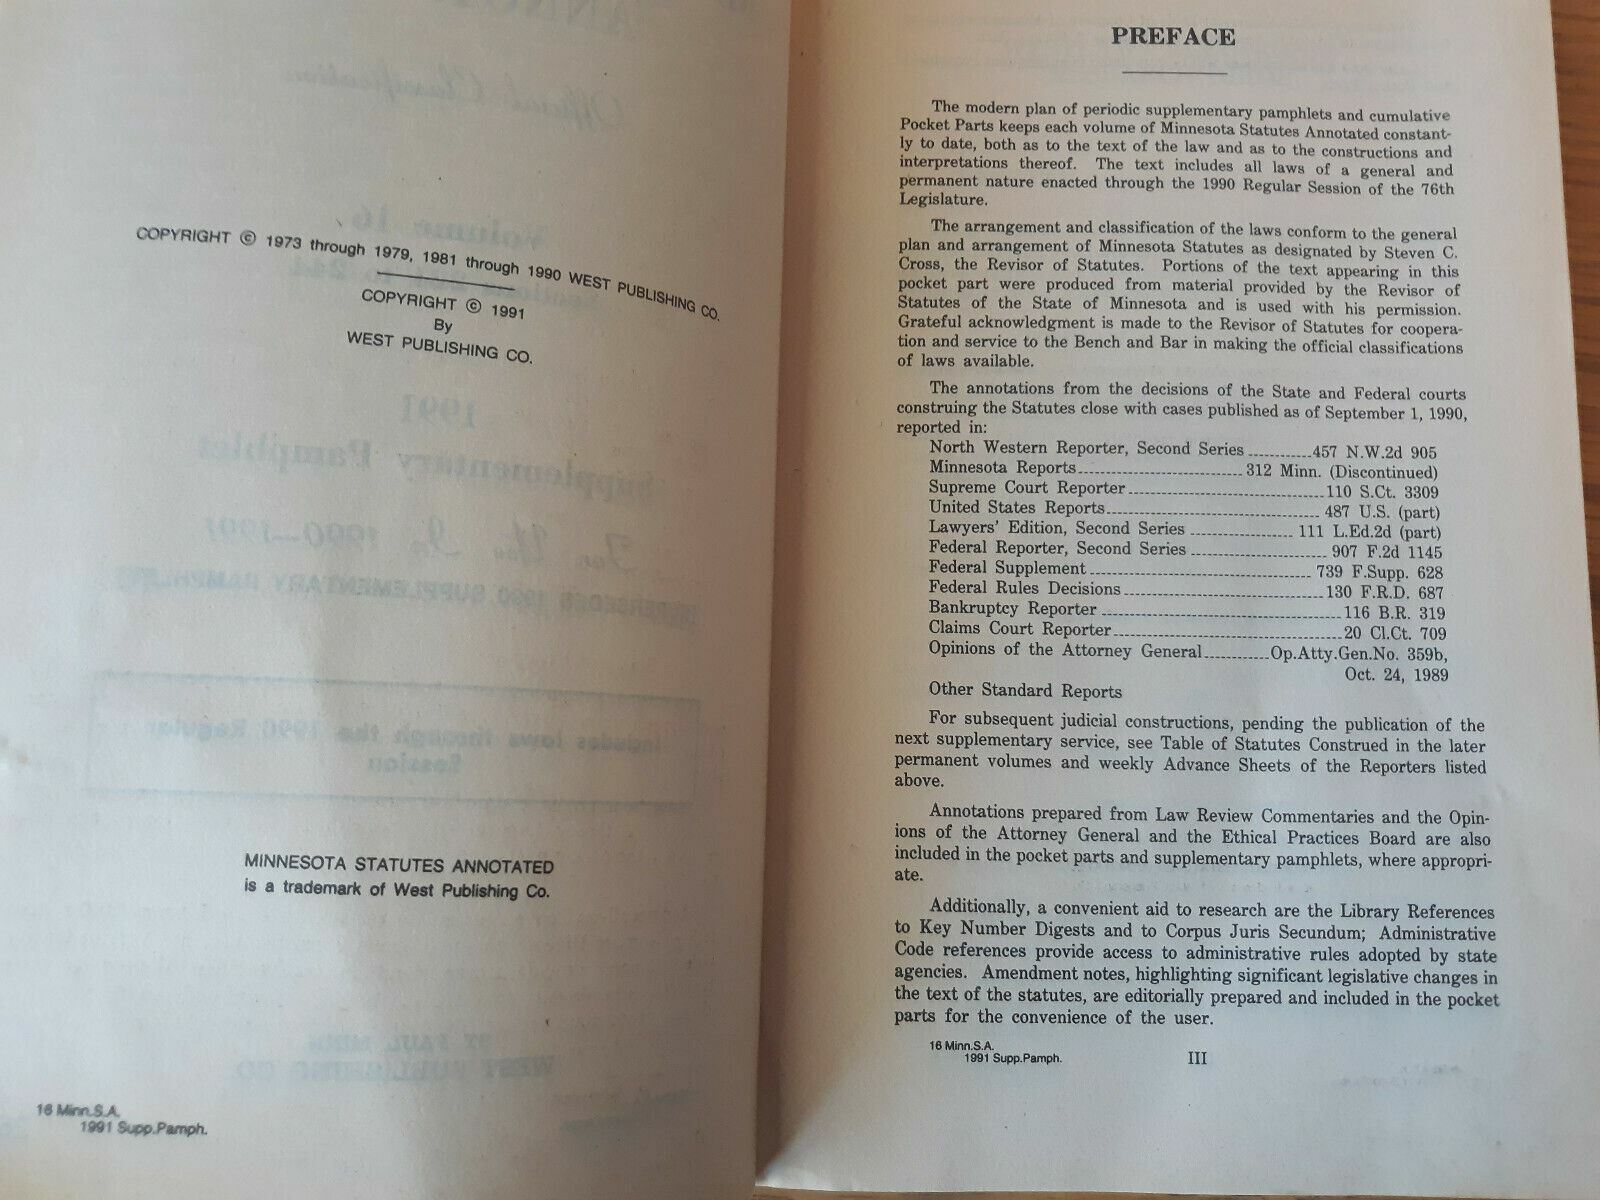 COPYRIGHT © 1973 through 1979, 1981 through 1990 WEST PUBLISHING CO.
COPYRIGHT © 1991
By
WEST PUBLISHING CO.
MINNESOTA STATUTES ANNOTATED
is a trademark of West Publishing Co.
16 Minn.S.A.
1991 Supp.Pamph.
PREFACE
The modern plan of periodic supplementary pamphlets and cumulative
Pocket Parts keeps each volume of Minnesota Statutes Annotated constant-
ly to date, both as to the text of the law and as to the constructions and
interpretations thereof. The text includes all laws of a general and
permanent nature enacted through the 1990 Regular Session of the 76th
Legislature.
The arrangement and classification of the laws conform to the general
plan and arrangement of Minnesota Statutes as designated by Steven C.
Cross, the Revisor of Statutes. Portions of the text appearing in this
pocket part were produced from material provided by the Revisor of
Statutes of the State of Minnesota and is used with his permission.
Grateful acknowledgment is made to the Revisor of Statutes for coopera-
tion and service to the Bench and Bar in making the official classifications
of laws available.
The annotations from the decisions of the State and Federal courts
construing the Statutes close with cases published as of September 1, 1990,
reported in:
North Western Reporter, Second Series ............457 N.W.2d 905
Minnesota Reports............................312 Minn. (Discontinued)
Supreme Court Reporter............................110 S.Ct. 3309
United States Reports............................487 U.S. (part)
Lawyers' Edition, Second Series ....................111 L.Ed.2d (part)
Federal Reporter, Second Series ....................907 F.2d 1145
Federal Supplement ............................739 F.Supp. 628
Federal Rules Decisions............................130 F.R.D. 687
Bankruptcy Reporter ............................116 B.R. 319
Claims Court Reporter............................20 Cl.Ct. 709
Opinions of the Attorney General............Op.Atty.Gen.No. 359b,
Oct. 24, 1989
Other Standard Reports
For subsequent judicial constructions, pending the publication of the
next supplementary service, see Table of Statutes Construed in the later
permanent volumes and weekly Advance Sheets of the Reporters listed
above.
Annotations prepared from Law Review Commentaries and the Opin-
ions of the Attorney General and the Ethical Practices Board are also
included in the pocket parts and supplementary pamphlets, where appropri-
ate.
Additionally, a convenient aid to research are the Library References
to Key Number Digests and to Corpus Juris Secundum; Administrative
Code references provide access to administrative rules adopted by state
agencies. Amendment notes, highlighting significant legislative changes in
the text of the statutes, are editorially prepared and included in the pocket
parts for the convenience of the user.
16 Minn.S.A.
1991 Supp.Pamph.
III